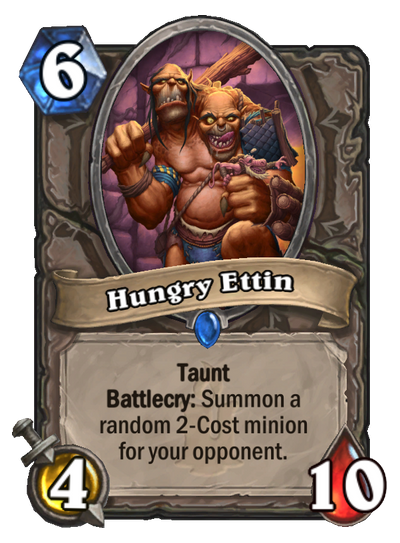 6
Hungry Ettin
Taunt
Battlecry: Summon a
random 2-Cost minion
for your opponent.
4
10